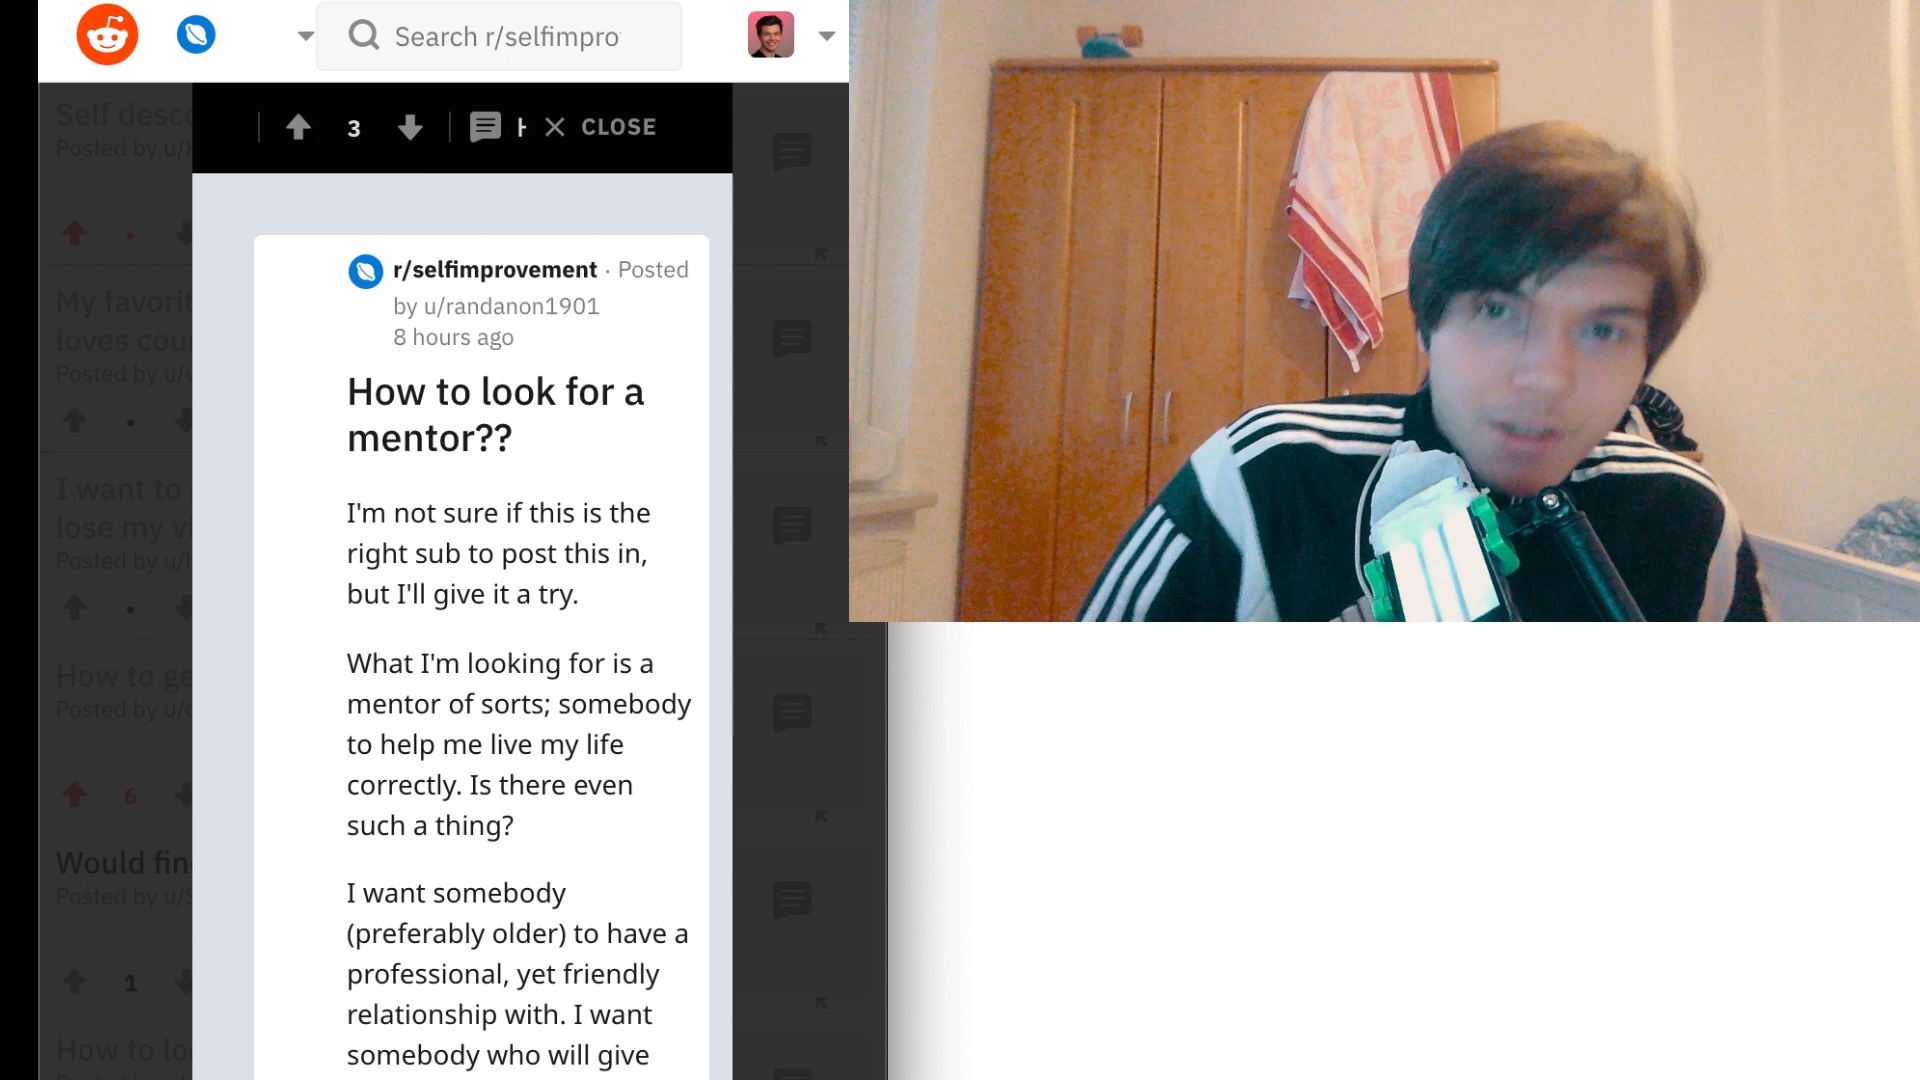 Search r/selfimpro
Self desc
Posted by u/
3
CLOSE
My favorit
loves cou
Posted by u/
I want to
lose my vi
Posted by u/
How to ge
Posted by u/
6
Would fin
Posted by u/
1
How to lo
r/selfimprovement · Posted
by u/randanon1901
8 hours ago
How to look for a
mentor??
I'm not sure if this is the
right sub to post this in,
but I'll give it a try.
What I'm looking for is a
mentor of sorts; somebody
to help me live my life
correctly. Is there even
such a thing?
I want somebody
(preferably older) to have a
professional, yet friendly
relationship with. I want
somebody who will give